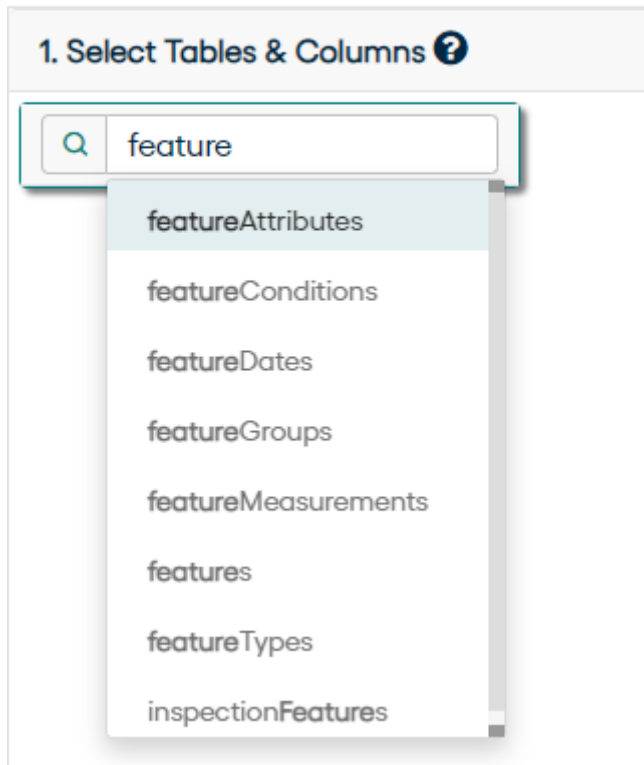 1. Select Tables & Columns ?
feature
featureAttributes
featureConditions
featureDates
featureGroups
featureMeasurements
features
featureTypes
inspectionFeatures